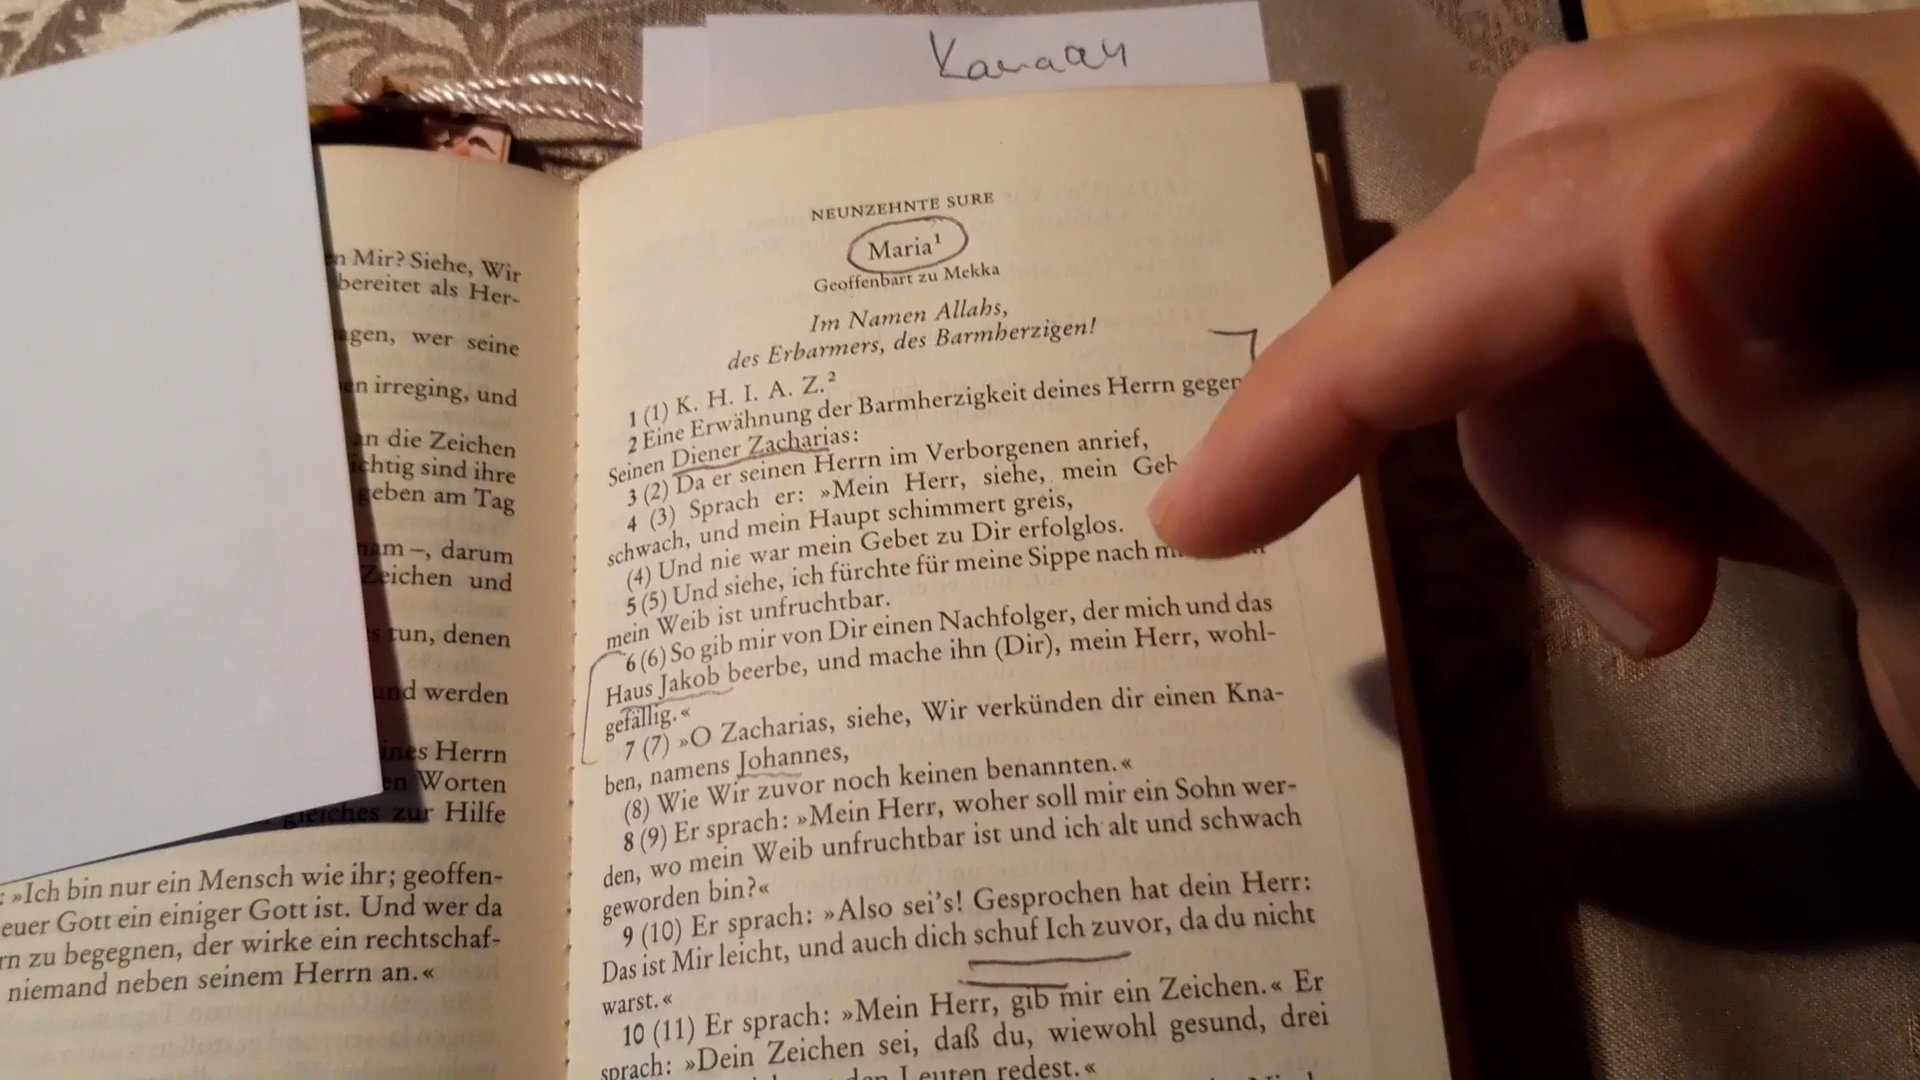 Kanaan
n Mir? Siehe, Wir
bereitet als Her-
agen, wer seine
en irreging, und
an die Zeichen
ichtig sind ihre
geben am Tag
nam –, darum
Zeichen und
s tun, denen
und werden
ines Herrn
en Worten
gleiches zur Hilfe
: »Ich bin nur ein Mensch wie ihr; geoffen-
euer Gott ein einiger Gott ist. Und wer da
rn zu begegnen, der wirke ein rechtschaf-
niemand neben seinem Herrn an.«
NEUNZEHNTE SURE
Maria¹
Geoffenbart zu Mekka
Im Namen Allahs,
des Erbarmers, des Barmherzigen!
1 (1) K. H. I. A. Z.²
2 Eine Erwähnung der Barmherzigkeit deines Herrn gegen
Seinen Diener Zacharias:
3 (2) Da er seinen Herrn im Verborgenen anrief,
4 (3) Sprach er: »Mein Herr, siehe, mein Geb
schwach, und mein Haupt schimmert greis,
(4) Und nie war mein Gebet zu Dir erfolglos.
5 (5) Und siehe, ich fürchte für meine Sippe nach m
mein Weib ist unfruchtbar.
6 (6) So gib mir von Dir einen Nachfolger, der mich und das
Haus Jakob beerbe, und mache ihn (Dir), mein Herr, wohl-
gefällig.«
7 (7) »O Zacharias, siehe, Wir verkünden dir einen Kna-
ben, namens Johannes,
(8) Wie Wir zuvor noch keinen benannten.«
8 (9) Er sprach: »Mein Herr, woher soll mir ein Sohn wer-
den, wo mein Weib unfruchtbar ist und ich alt und schwach
geworden bin?«
9 (10) Er sprach: »Also sei's! Gesprochen hat dein Herr:
Das ist Mir leicht, und auch dich schuf Ich zuvor, da du nicht
warst.«
10 (11) Er sprach: »Mein Herr, gib mir ein Zeichen.« Er
sprach: »Dein Zeichen sei, daß du, wiewohl gesund, drei
den Leuten redest.«